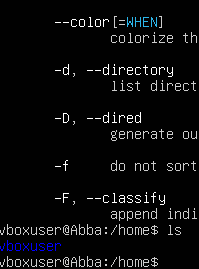 --color[=WHEN]
colorize th
-d, --directory
list direct
-D, --dired
generate ou
-f do not sort
-F, --classify
append indi
vboxuser@Abba:/home$ ls
vboxuser
vboxuser@Abba:/home$